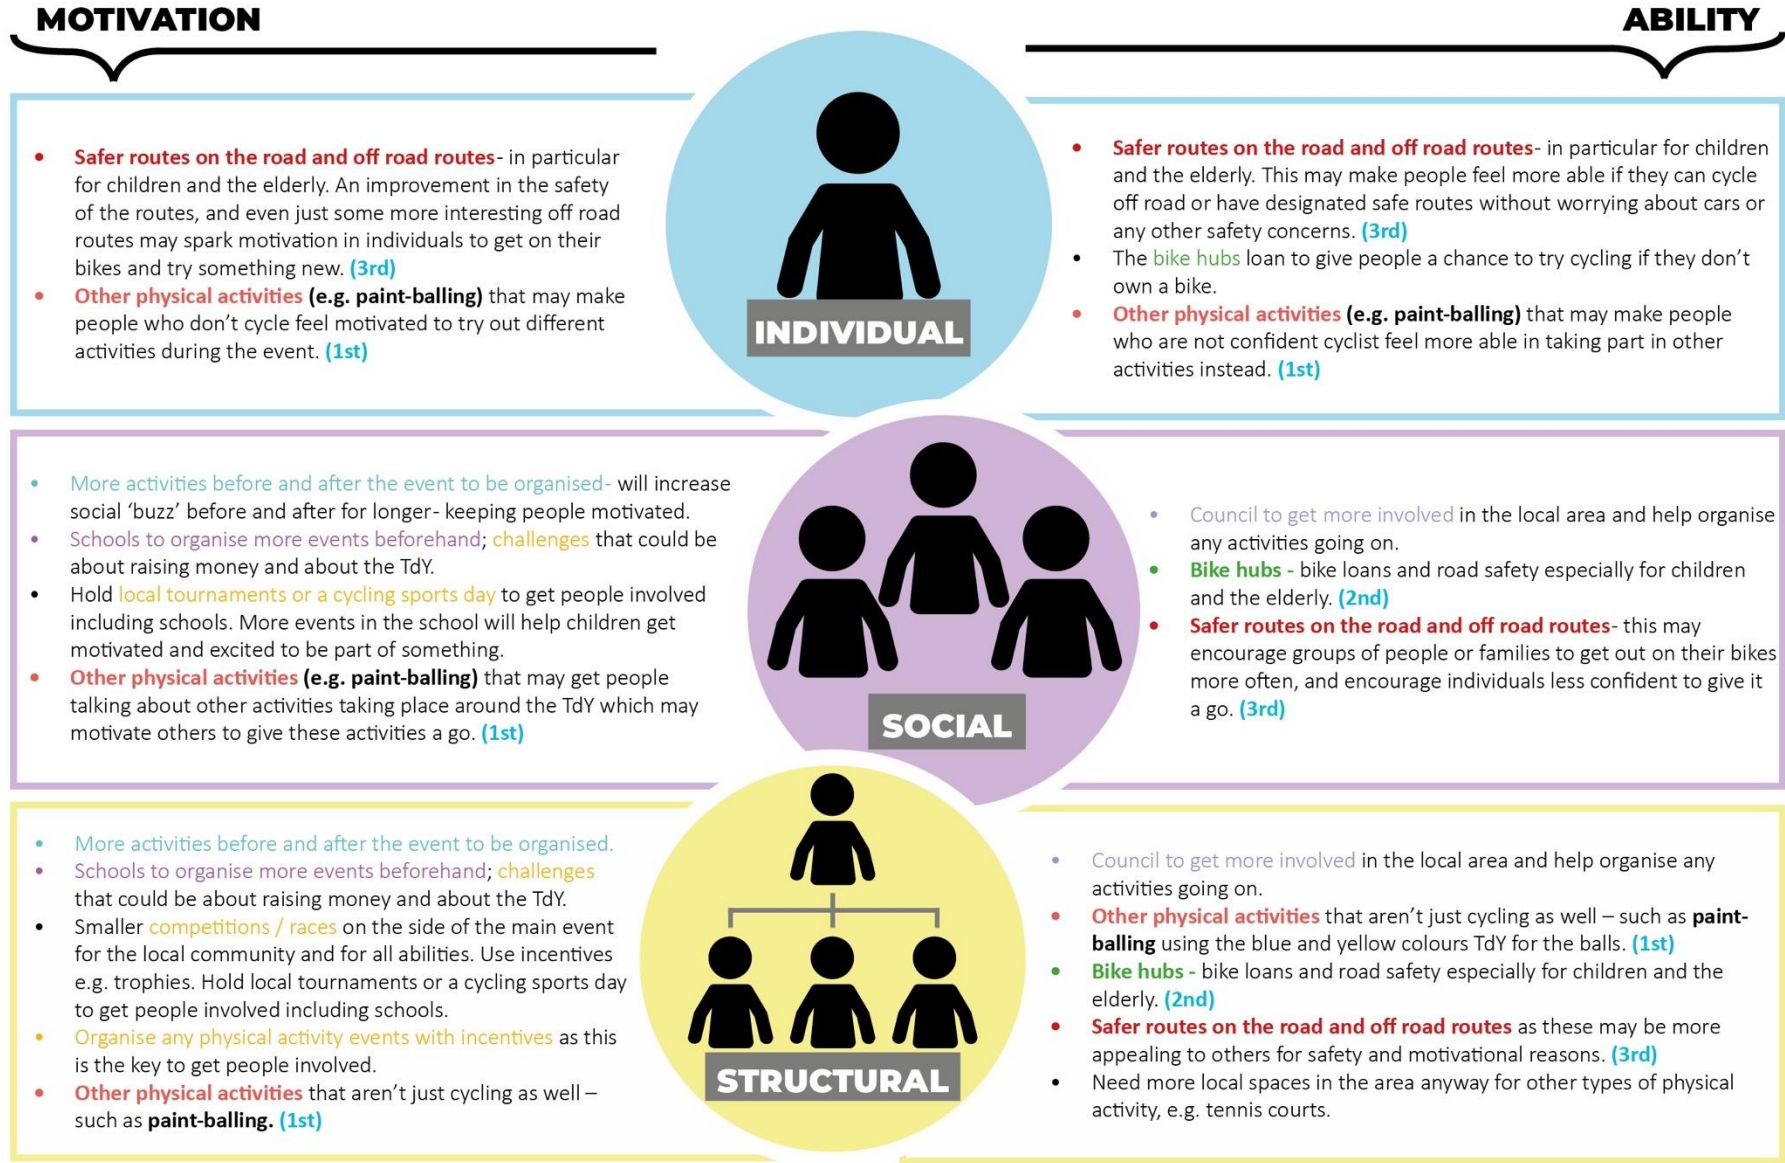 MOTIVATION
ABILITY
• Safer routes on the road and off road routes- in particular
for children and the elderly. An improvement in the safety
of the routes, and even just some more interesting off road
routes may spark motivation in individuals to get on their
bikes and try something new. (3rd)
• Other physical activities (e.g. paint-balling) that may make
people who don't cycle feel motivated to try out different
activities during the event. (1st)
INDIVIDUAL
• Safer routes on the road and off road routes- in particular for children
and the elderly. This may make people feel more able if they can cycle
off road or have designated safe routes without worrying about cars or
any other safety concerns. (3rd)
• The bike hubs loan to give people a chance to try cycling if they don't
own a bike.
• Other physical activities (e.g. paint-balling) that may make people
who are not confident cyclist feel more able in taking part in other
activities instead. (1st)
• More activities before and after the event to be organised- will increase
social 'buzz' before and after for longer- keeping people motivated.
• Schools to organise more events beforehand; challenges that could be
about raising money and about the TdY.
• Hold local tournaments or a cycling sports day to get people involved
including schools. More events in the school will help children get
motivated and excited to be part of something.
• Other physical activities (e.g. paint-balling) that may get people
talking about other activities taking place around the TdY which may
motivate others to give these activities a go. (1st)
SOCIAL
• Council to get more involved in the local area and help organise
any activities going on.
• Bike hubs - bike loans and road safety especially for children
and the elderly. (2nd)
• Safer routes on the road and off road routes- this may
encourage groups of people or families to get out on their bikes
more often, and encourage individuals less confident to give it
a go. (3rd)
• More activities before and after the event to be organised.
• Schools to organise more events beforehand; challenges
that could be about raising money and about the TdY.
• Smaller competitions / races on the side of the main event
for the local community and for all abilities. Use incentives
e.g. trophies. Hold local tournaments or a cycling sports day
to get people involved including schools.
• Organise any physical activity events with incentives as this
is the key to get people involved.
• Other physical activities that aren't just cycling as well –
such as paint-balling. (1st)
STRUCTURAL
• Council to get more involved in the local area and help organise any
activities going on.
• Other physical activities that aren't just cycling as well – such as paint-
balling using the blue and yellow colours TdY for the balls. (1st)
• Bike hubs - bike loans and road safety especially for children and the
elderly. (2nd)
• Safer routes on the road and off road routes as these may be more
appealing to others for safety and motivational reasons. (3rd)
• Need more local spaces in the area anyway for other types of physical
activity, e.g. tennis courts.